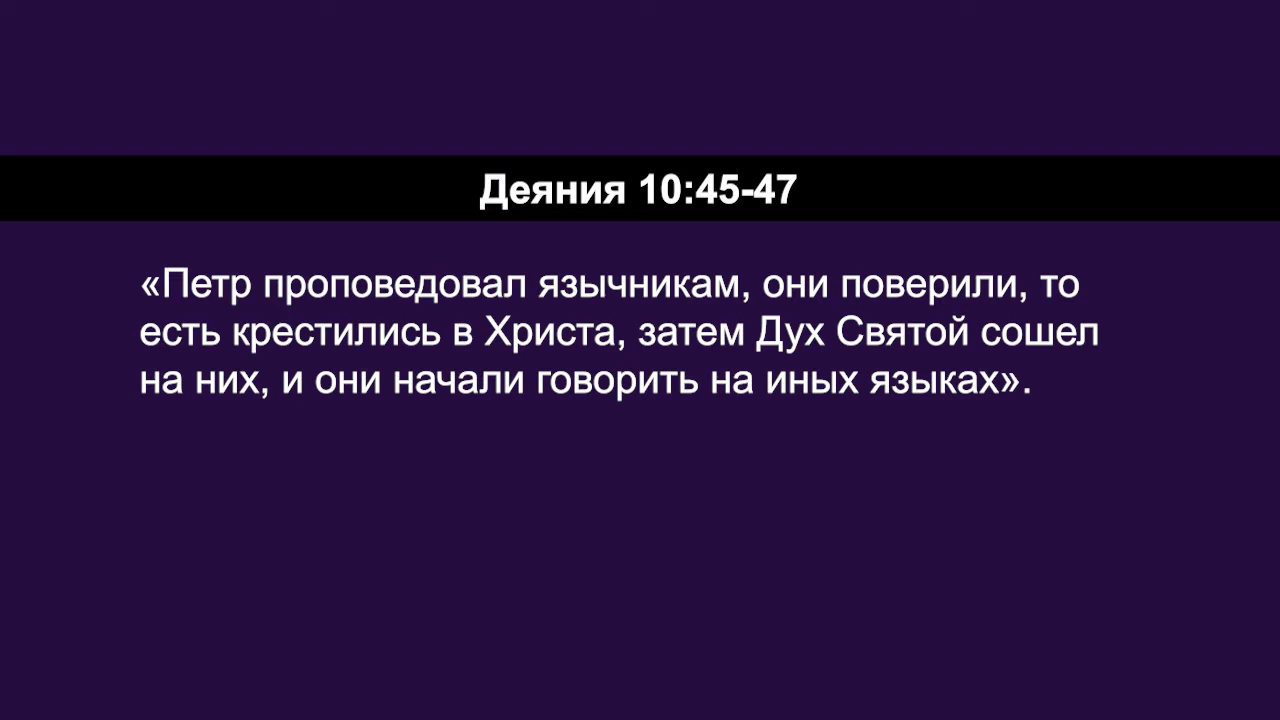 Деяния 10:45-47
«Петр проповедовал язычникам, они поверили, то
есть крестились в Христа, затем Дух Святой сошел
на них, и они начали говорить на иных языках».